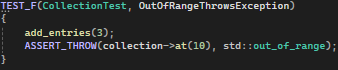 TEST_F(CollectionTest, OutOfRangeThrowsException)
{
    add_entries(3);
    ASSERT_THROW(collection->at(10), std::out_of_range);
}